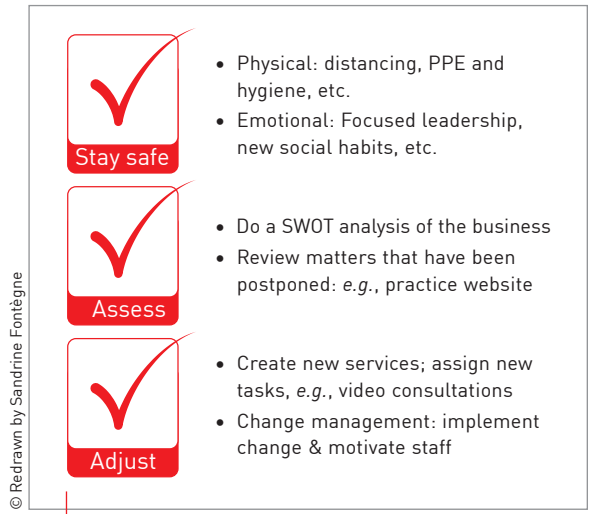 • Physical: distancing, PPE and
hygiene, etc.
• Emotional: Focused leadership,
new social habits, etc.
Stay safe
• Do a SWOT analysis of the business
• Review matters that have been
postponed: e.g., practice website
Assess
• Create new services; assign new
tasks, e.g., video consultations
• Change management: implement
change & motivate staff
Adjust
© Redrawn by Sandrine Fontègne